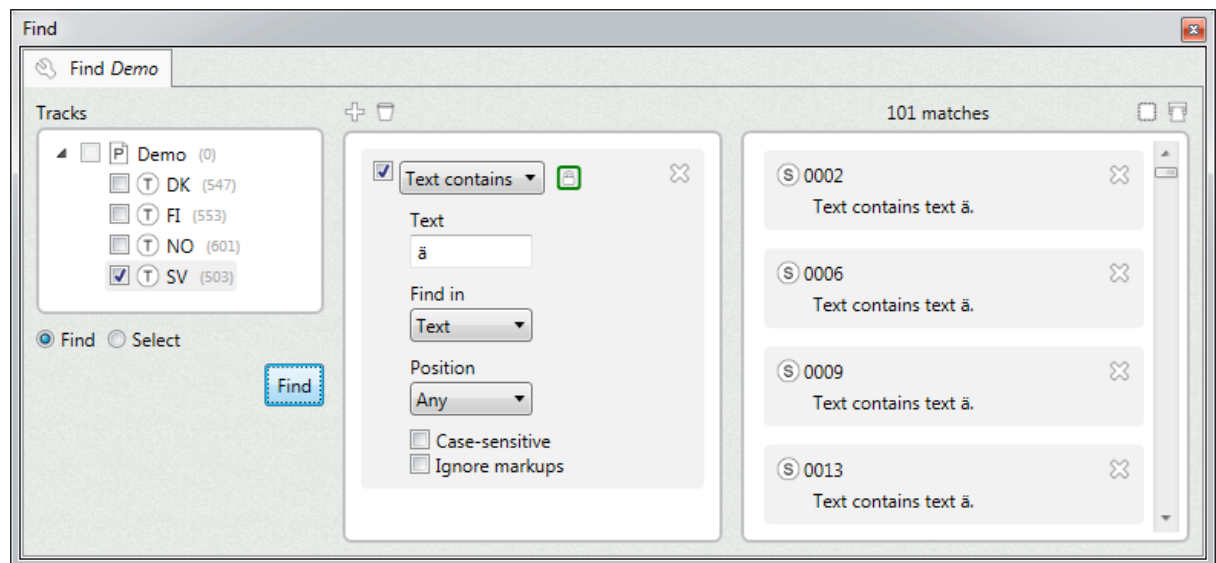 Find
Find Demo
Tracks
P Demo (0)
T DK (547)
T FI (553)
T NO (601)
T SV (503)
Find Select
Find
Text contains
Text
ä
Find in
Text
Position
Any
Case-sensitive
Ignore markups
101 matches
S 0002
Text contains text ä.
S 0006
Text contains text ä.
S 0009
Text contains text ä.
S 0013
Text contains text ä.